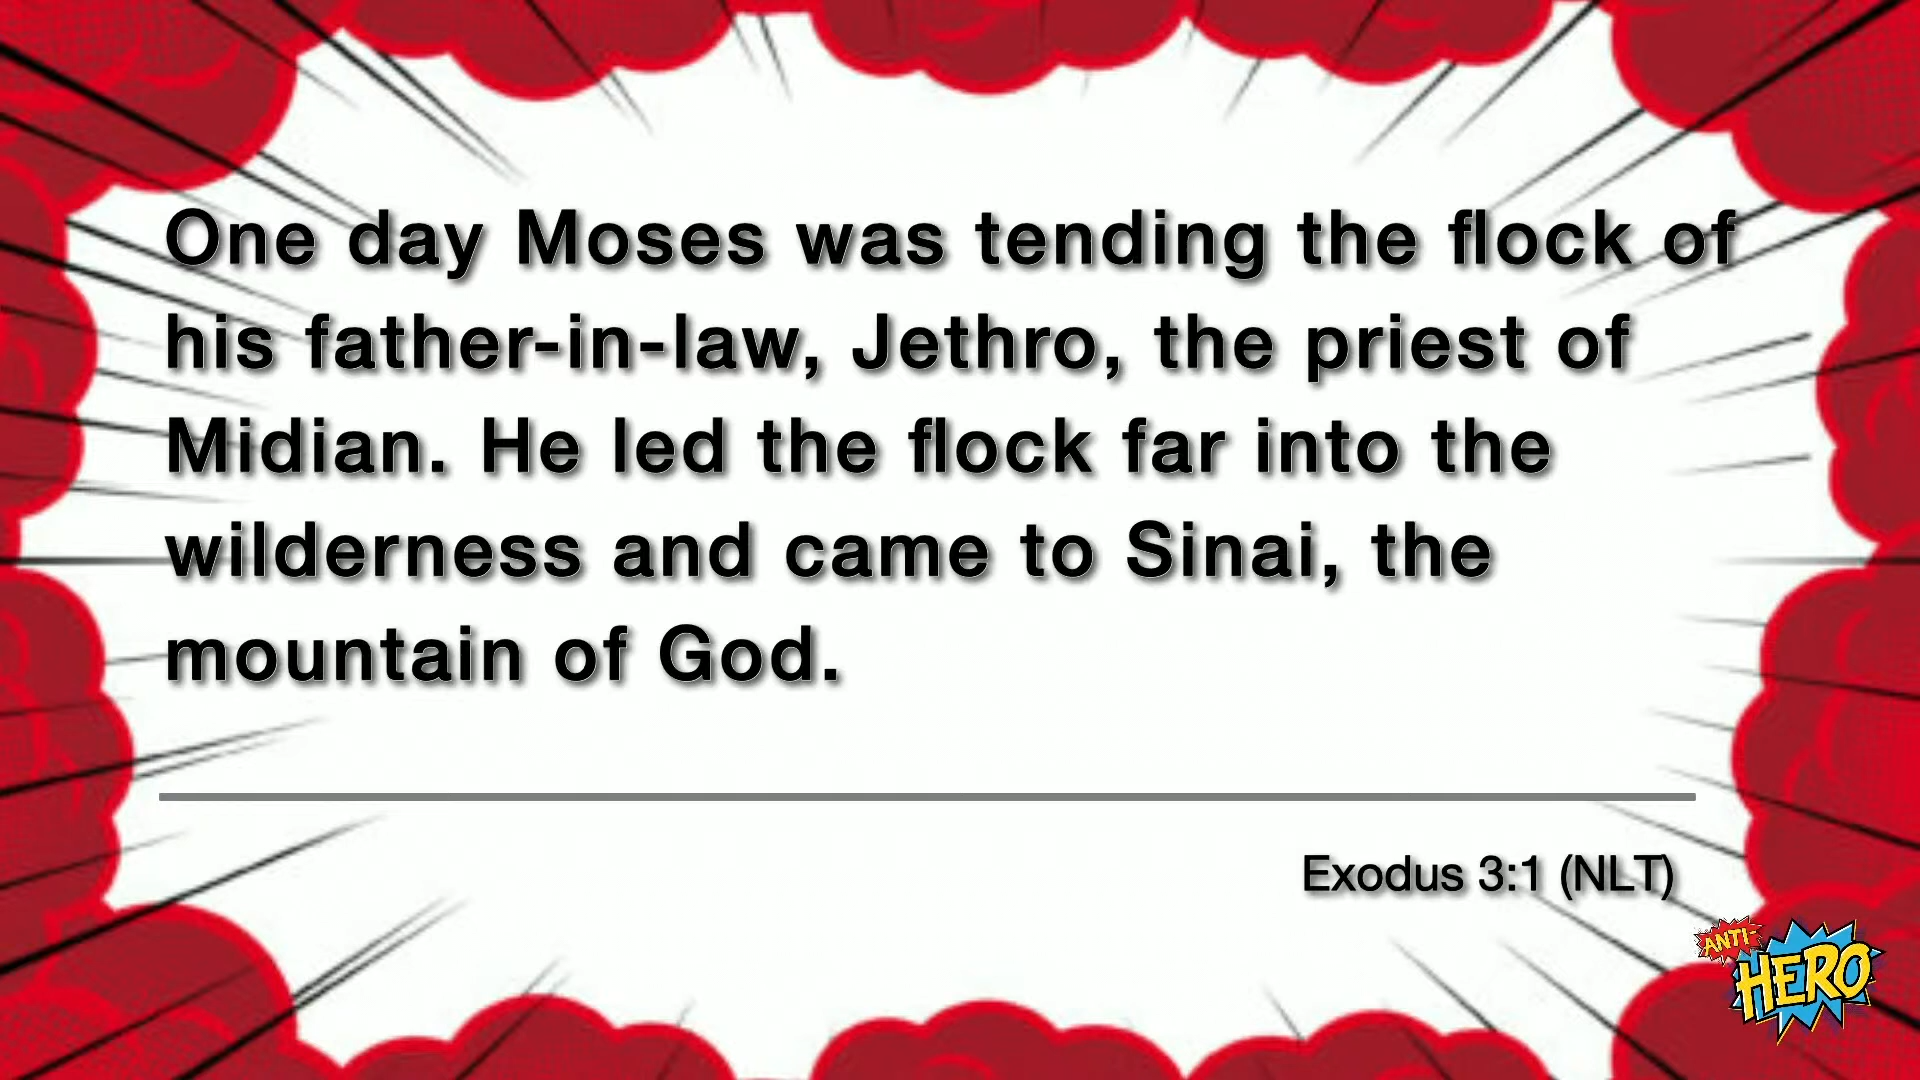 One day Moses was tending the flock of
his father-in-law, Jethro, the priest of
Midian. He led the flock far into the
wilderness and came to Sinai, the
mountain of God.
Exodus 3:1 (NLT)
ANTI-
HERO